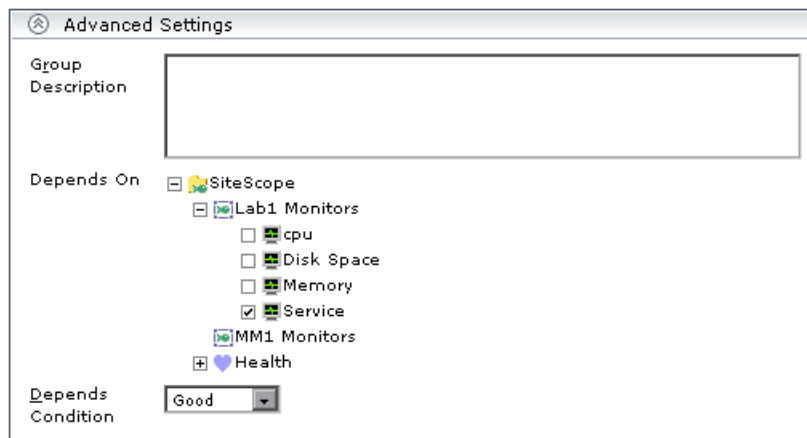 Advanced Settings
Group
Description
Depends On
SiteScope
Lab1 Monitors
cpu
Disk Space
Memory
Service
MM1 Monitors
Health
Depends
Condition
Good